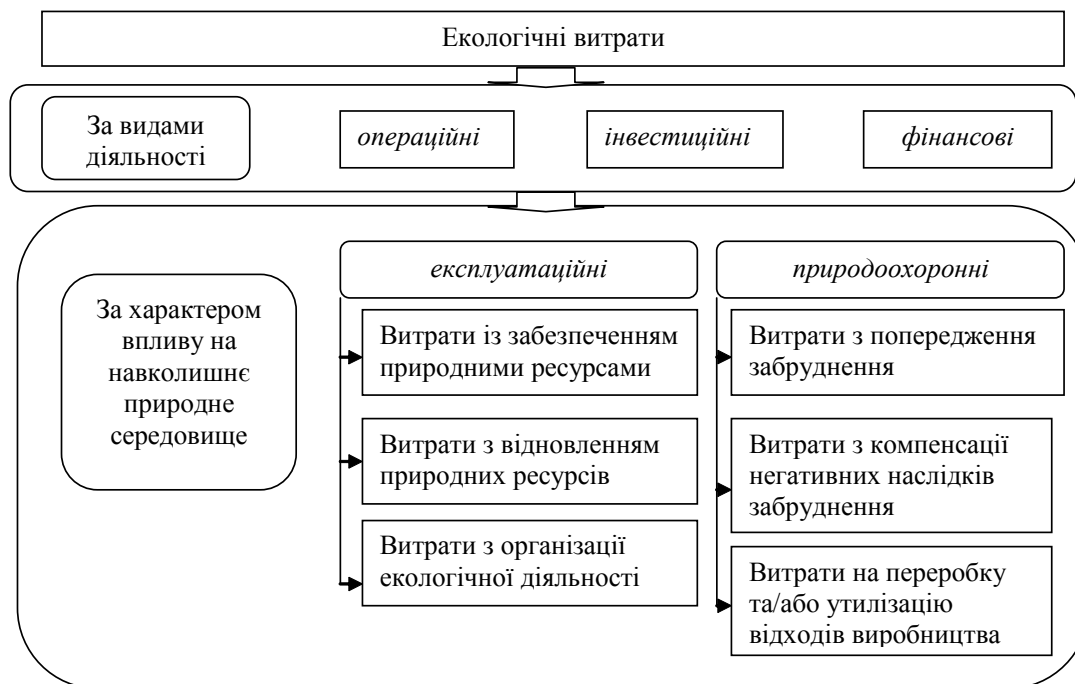 Екологічні витрати
За видами
діяльності
операційні
інвестиційні
фінансові
За характером
впливу на
навколишнє
природне
середовище
експлуатаційні
Витрати із забезпеченням
природними ресурсами
Витрати з відновленням
природних ресурсів
Витрати з організації
екологічної діяльності
природоохоронні
Витрати з попередження
забруднення
Витрати з компенсації
негативних наслідків
забруднення
Витрати на переробку
та/або утилізацію
відходів виробництва